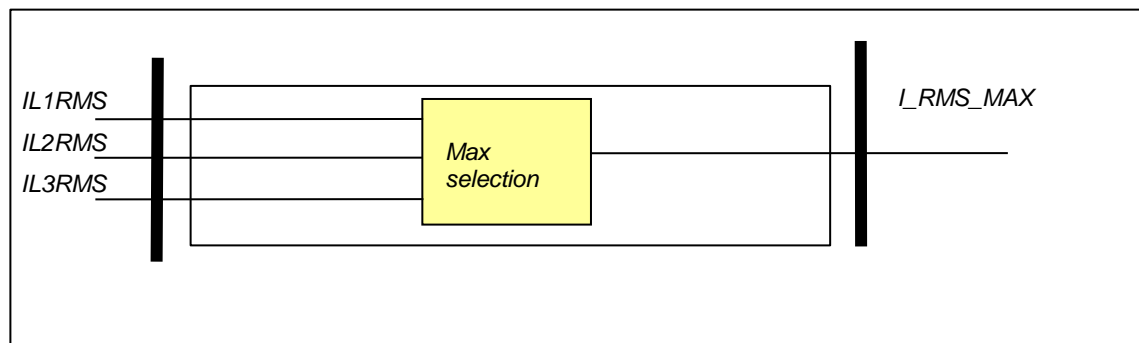 IL1RMS
IL2RMS
IL3RMS
Max
selection
I_RMS_MAX